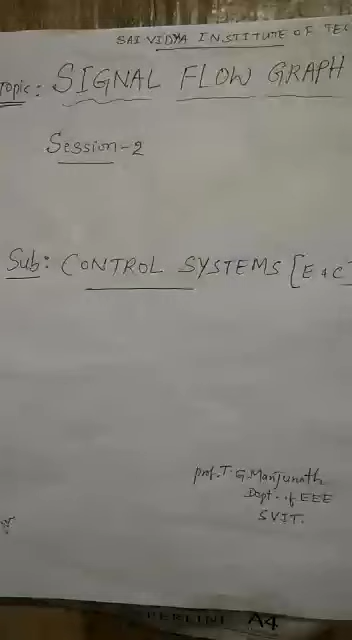 SAI VIDYA INSTITUTE OF TEC
Topic: SIGNAL FLOW GRAPH
Session-2
Sub: CONTROL SYSTEMS [E & C]
prof. T. G. Manjunath
Dept. of EEE
SVIT.
A4